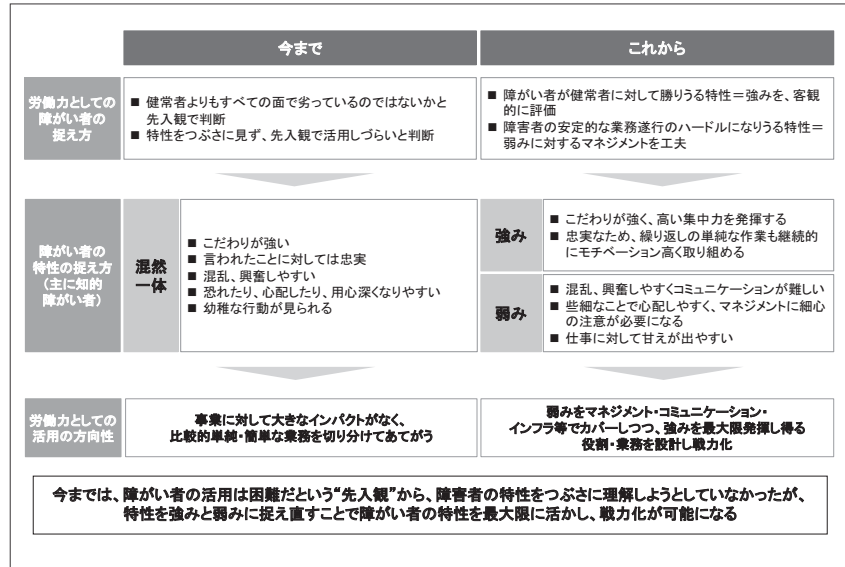 今まで
これから
労働力としての
障がい者の
捉え方
■ 健常者よりもすべての面で劣っているのではないかと
先入観で判断
■ 特性をつぶさに見ず、先入観で活用しづらいと判断
■ 障がい者が健常者に対して勝りうる特性=強みを、客観
的に評価
■ 障害者の安定的な業務遂行のハードルになりうる特性=
弱みに対するマネジメントを工夫
障がい者の
特性の捉え方
(主に知的
障がい者)
混然
一体
■ こだわりが強い
■ 言われたことに対しては忠実
■ 混乱、興奮しやすい
■ 恐れたり、心配したり、用心深くなりやすい
■ 幼稚な行動が見られる
強み
■ こだわりが強く、高い集中力を発揮する
■ 忠実なため、繰り返しの単純な作業も継続的
にモチベーション高く取り組める
弱み
■ 混乱、興奮しやすくコミュニケーションが難しい
■ 些細なことで心配しやすく、マネジメントに細心
の注意が必要になる
■ 仕事に対して甘えが出やすい
労働力としての
活用の方向性
事業に対して大きなインパクトがなく、
比較的単純・簡単な業務を切り分けてあてがう
弱みをマネジメント・コミュニケーション・
インフラ等でカバーしつつ、強みを最大限発揮し得る
役割・業務を設計し戦力化
今までは、障がい者の活用は困難だという“先入観”から、障害者の特性をつぶさに理解しようとしていなかったが、
特性を強みと弱みに捉え直すことで障がい者の特性を最大限に活かし、戦力化が可能になる